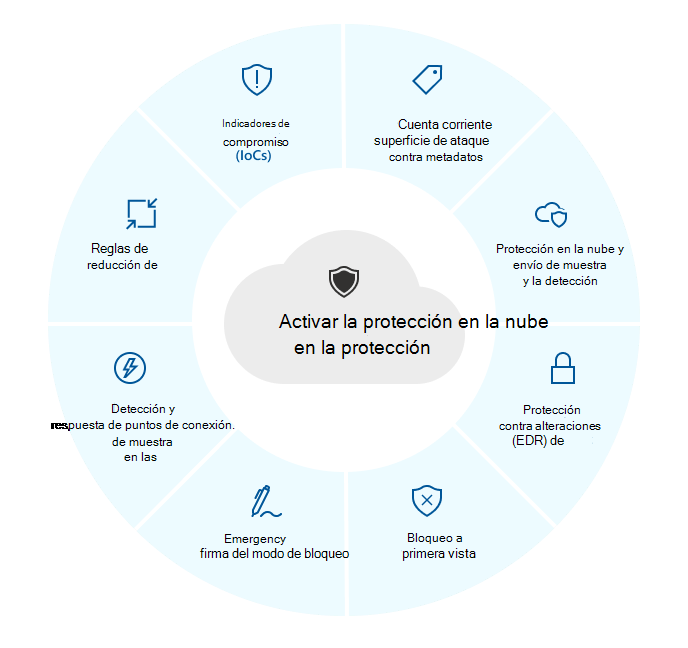 Indicadores de
compromiso
(IoCs)
Cuenta corriente
superficie de ataque
contra metadatos
Protección en la nube y
envío de muestra
y la detección
Protección
contra alteraciones
(EDR) de
Bloqueo a
primera vista
Emergency
firma del modo de bloqueo
Detección y
respuesta de puntos de conexión.
de muestra
en las
Reglas de
reducción de
Activar la protección en la nube
en la protección